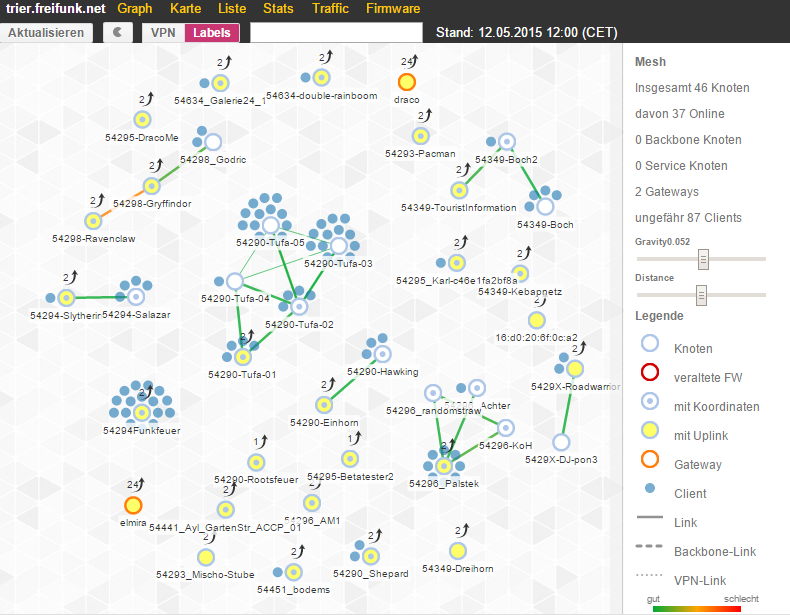 trier.freifunk.net Graph Karte Liste Stats Traffic Firmware
Aktualisieren VPN Labels Stand: 12.05.2015 12:00 (CET)
Mesh
Insgesamt 46 Knoten
davon 37 Online
0 Backbone Knoten
0 Service Knoten
2 Gateways
ungefähr 87 Clients
Gravity0.052
Distance
Legende
Knoten
veraltete FW
mit Koordinaten
mit Uplink
Gateway
Client
Link
Backbone-Link
VPN-Link
gut schlecht
2
54634_Galerie24_1
2
54634-double-rainboom
24
draco
2
54295-DracoMe
2
54293-Pacman
54298_Godric
54349-Boch2
2
54298-Gryffindor
2
54349-TouristInformation
2
54298-Ravenclaw
54349-Boch
54290-Tufa-05
54290-Tufa-03
2
54295_Karl-c46e1fa2bf8a
2
54349-Kebapnetz
2
54294-Slytherin
54294-Salazar
54290-Tufa-04
54290-Tufa-02
2
16:d0:20:6f:0c:a2
2
54290-Tufa-01
54290-Hawking
2
5429X-Roadwarrior
2
54294Funkfeuer
2
54290-Einhorn
54296_randomstraw
Achter
54296-KoH
5429X-DJ-pon3
1
54290-Rootsfeuer
1
54295-Betatester2
2
54296_Palstek
24
elmira
2
54441_Ayl_GartenStr_ACCP_01
2
54296_AM1
2
54293_Mischo-Stube
2
54451_bodems
2
54290_Shepard
2
54349-Dreihorn